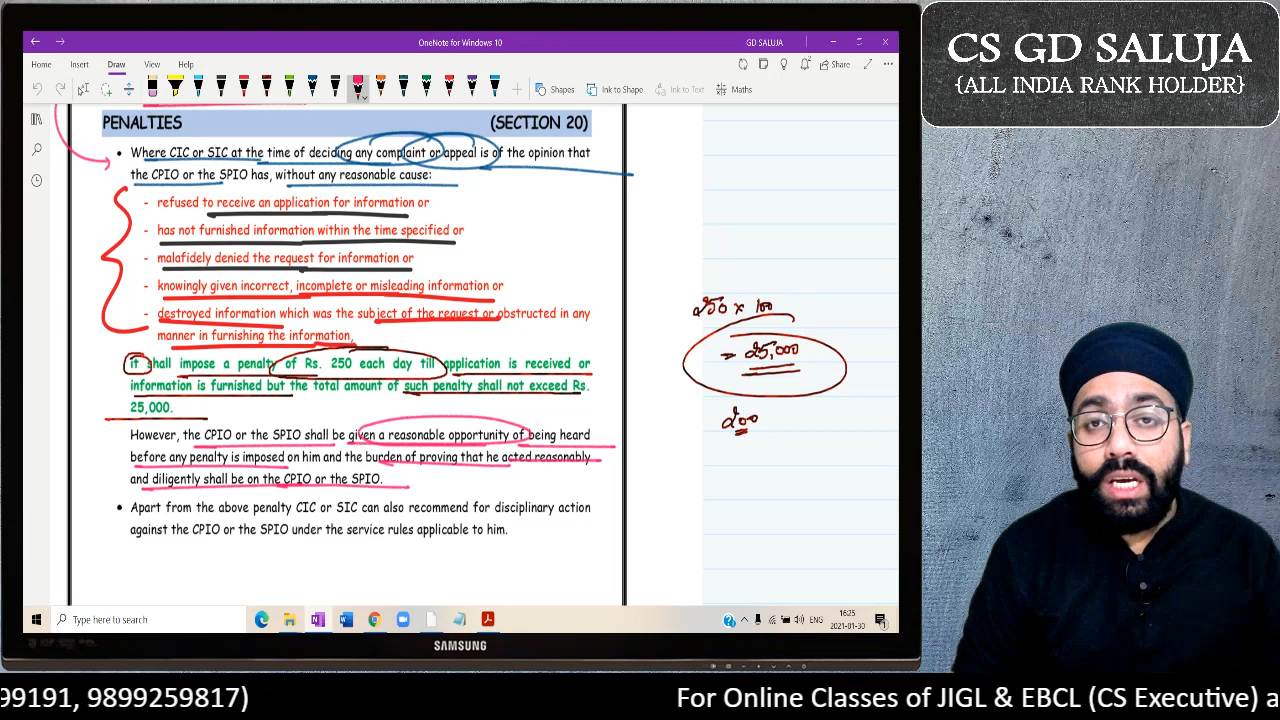 OneNote for Windows 10
GD SALUJA
Home Insert Draw View Help
Share
Shapes Ink to Shape Ink to Text Maths
PENALTIES (SECTION 20)
• Where CIC or SIC at the time of deciding any complaint or appeal is of the opinion that
the CPIO or the SPIO has, without any reasonable cause:
- refused to receive an application for information or
- has not furnished information within the time specified or
- malafidely denied the request for information or
- knowingly given incorrect, incomplete or misleading information or
- destroyed information which was the subject of the request or obstructed in any
manner in furnishing the information,
it shall impose a penalty of Rs. 250 each day till application is received or
information is furnished but the total amount of such penalty shall not exceed Rs.
25,000.
However, the CPIO or the SPIO shall be given a reasonable opportunity of being heard
before any penalty is imposed on him and the burden of proving that he acted reasonably
and diligently shall be on the CPIO or the SPIO.
• Apart from the above penalty CIC or SIC can also recommend for disciplinary action
against the CPIO or the SPIO under the service rules applicable to him.
250 × 100
= 25,000
200
Type here to search
ENG
16:25
2021-01-30
SAMSUNG
CS GD SALUJA
{ALL INDIA RANK HOLDER}
99191, 9899259817) For Online Classes of JIGL & EBCL (CS Executive) a